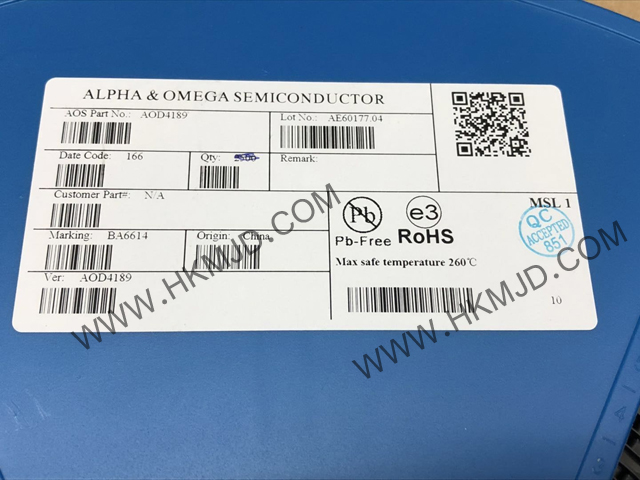 ALPHA & OMEGA SEMICONDUCTOR
AOS Part No.: AOD4189
Lot No.: AE60177.04
Date Code: 166
Qty:
Remark:
Customer Part#: N/A
Marking: BA6614
Origin: China
Ver: AOD4189
Pb
Pb-Free
e3
RoHS
MSL 1
QC
ACCEPTED
851
Max safe temperature 260℃
10
WWW.HKMJD.COM
WWW.HKMJD.COM